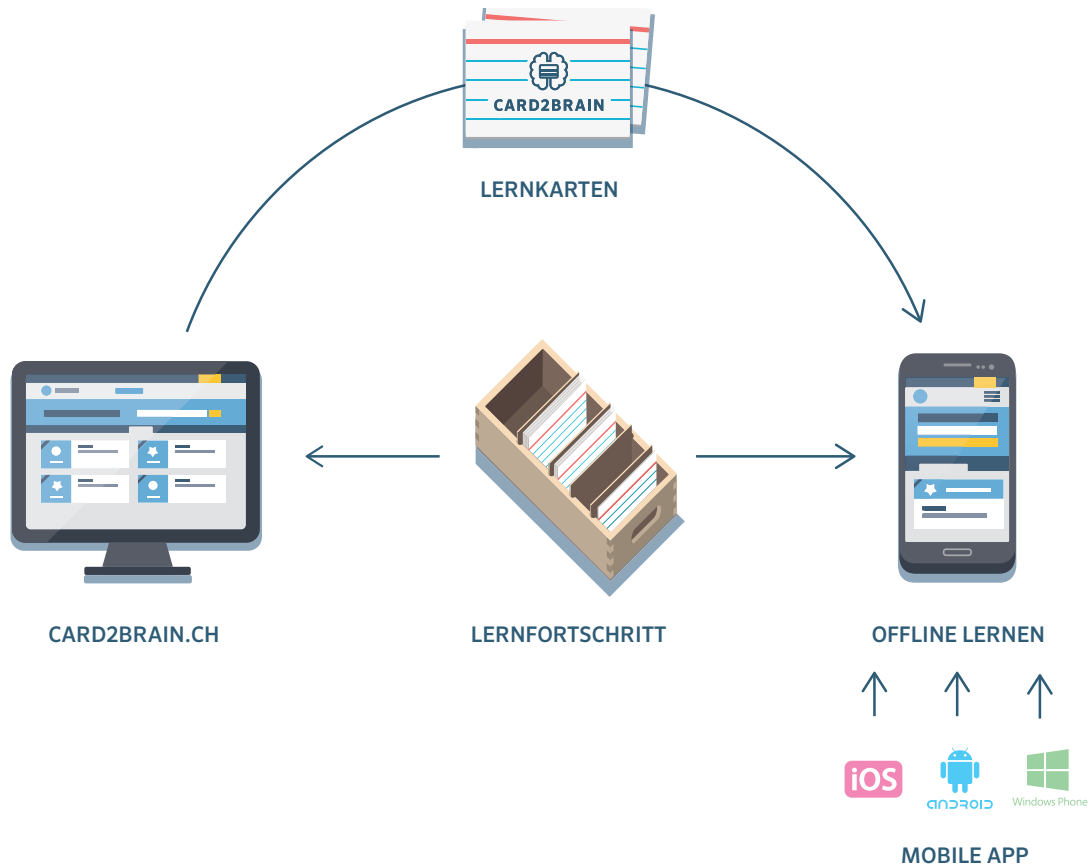 CARD2BRAIN
LERNKARTEN
CARD2BRAIN.CH
LERNFORTSCHRITT
OFFLINE LERNEN
iOS
ANDROID
Windows Phone
MOBILE APP